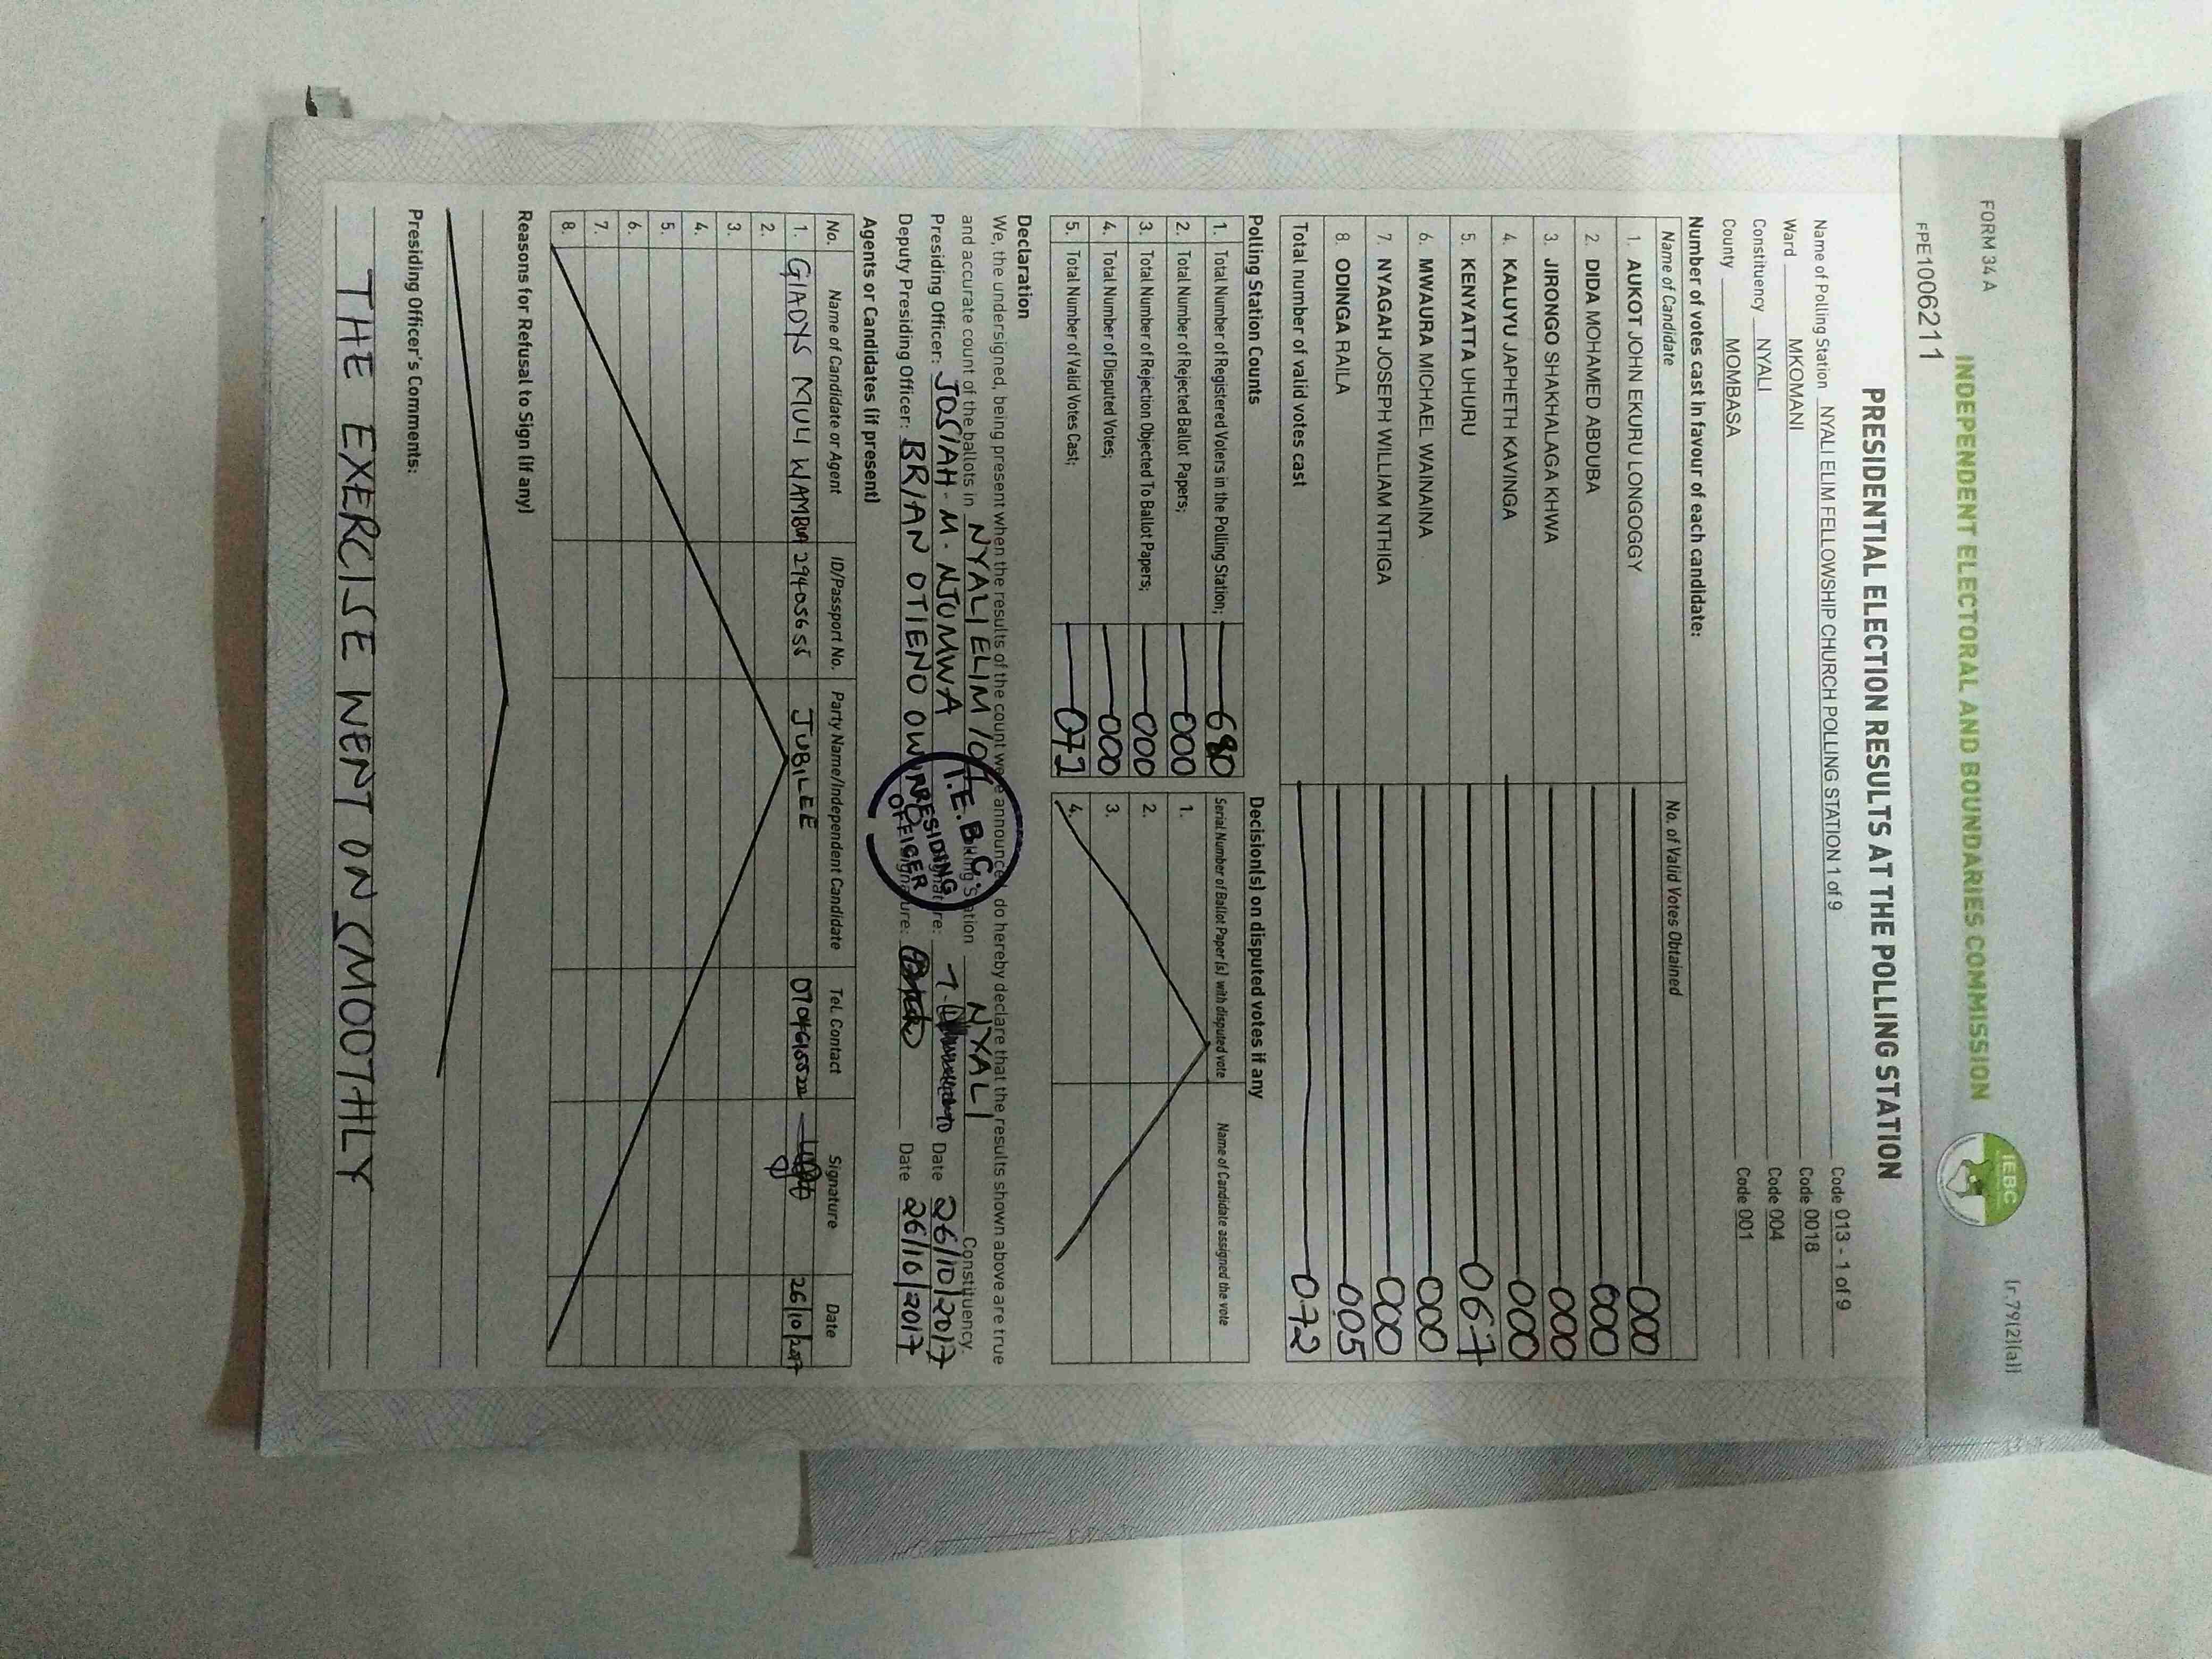 FORM 34A
(r.79(2)(a))
INDEPENDENT ELECTORAL AND BOUNDARIES COMMISSION
IEBC
FPE1006211
PRESIDENTIAL ELECTION RESULTS AT THE POLLING STATION
Name of Polling Station NYALI ELIM FELLOWSHIP CHURCH POLLING STATION 1 of 9 Code 013 - 1 of 9
Ward MKOMANI Code 0018
Constituency NYALI Code 004
County MOMBASA Code 001
Number of votes cast in favour of each candidate:
Name of Candidate No. of Valid Votes Obtained
1. AUKOT JOHN EKURU LONGOGGY 000
2. DIDA MOHAMED ABDUBA 000
3. JIRONGO SHAKHALAGA KHWA 000
4. KALUYU JAPHETH KAVINGA 000
5. KENYATTA UHURU 067
6. MWAURA MICHAEL WAINAINA 000
7. NYAGAH JOSEPH WILLIAM NTHIGA 000
8. ODINGA RAILA 005
Total number of valid votes cast 072
Polling Station Counts
1. Total Number of Registered Voters in the Polling Station; 680
2. Total Number of Rejected Ballot Papers; 000
3. Total Number of Rejection Objected To Ballot Papers; 000
4. Total Number of Disputed Votes; 000
5. Total Number of Valid Votes Cast; 072
Decision(s) on disputed votes if any
Serial Number of Ballot Paper (s) with disputed vote Name of Candidate assigned the vote
1.
2.
3.
4.
Declaration
We, the undersigned, being present when the results of the count were announced, do hereby declare that the results shown above are true
and accurate count of the ballots in NYALI ELIM Polling Station NYALI Constituency.
Presiding Officer: JOSIAH M. NJUMWA Signature: Date 26/10/2017
Deputy Presiding Officer: BRIAN OTIENO Signature: Date 26/10/2017
I.E.B.C.
PRESIDING
OFFICER
Agents or Candidates (if present)
No. Name of Candidate or Agent ID/Passport No. Party Name/Independent Candidate Tel. Contact Signature Date
1. GLADYS MULI WAMBUA 29405655 JUBILEE 26/10/2017
2.
3.
4.
5.
6.
7.
8.
Reasons for Refusal to Sign (if any)
Presiding Officer's Comments:
THE EXERCISE WENT ON SMOOTHLY